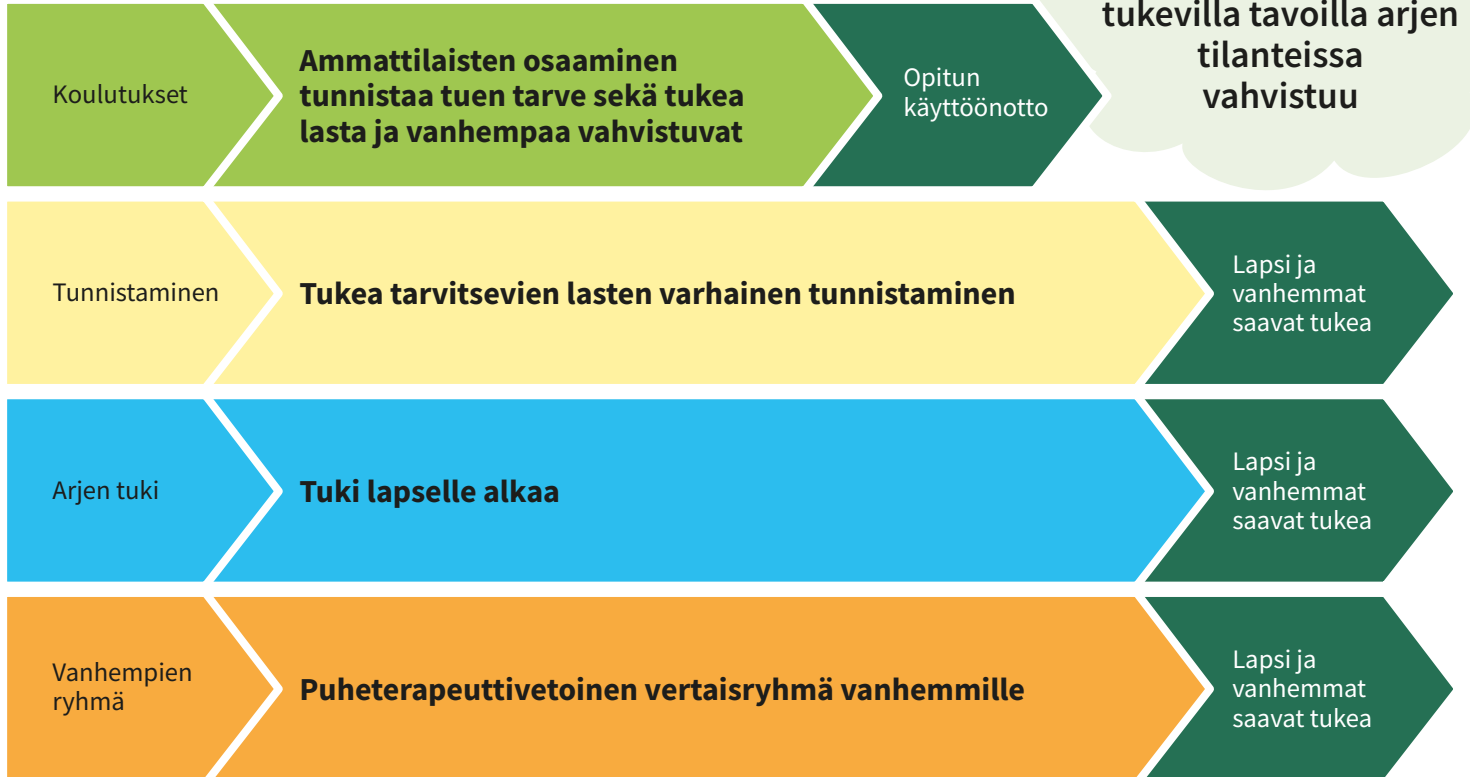 tukevilla tavoilla arjen
tilanteissa
vahvistuu
Koulutukset
Ammattilaisten osaaminen
tunnistaa tuen tarve sekä tukea
lasta ja vanhempaa vahvistuvat
Opitun
käyttöönotto
Tunnistaminen
Tukea tarvitsevien lasten varhainen tunnistaminen
Lapsi ja
vanhemmat
saavat tukea
Arjen tuki
Tuki lapselle alkaa
Lapsi ja
vanhemmat
saavat tukea
Vanhempien
ryhmä
Puheterapeuttivetoinen vertaisryhmä vanhemmille
Lapsi ja
vanhemmat
saavat tukea